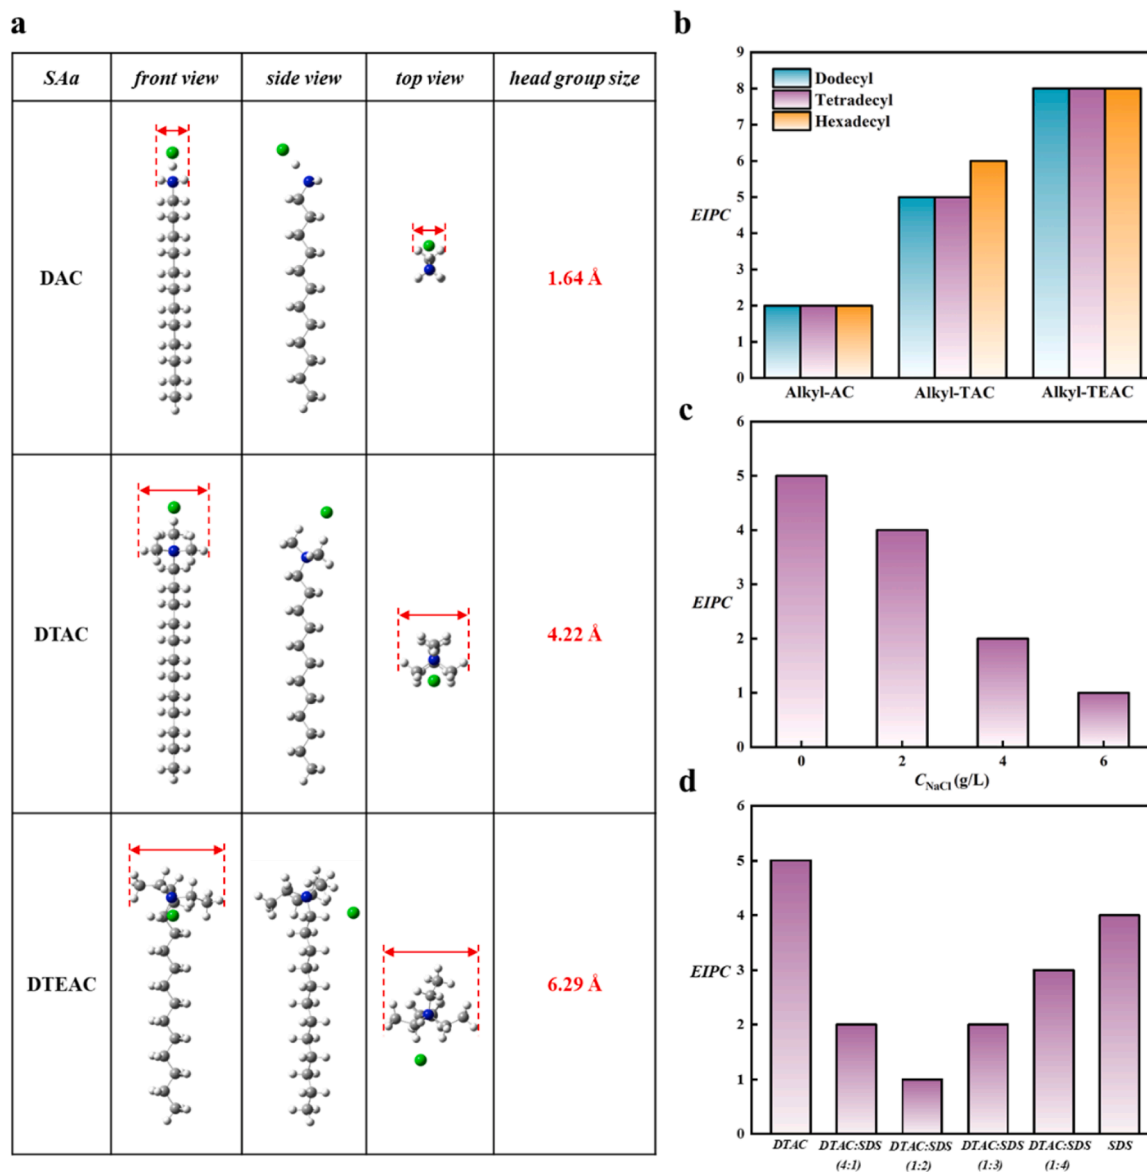 a
SAa front view side view top view head group size
DAC 1.64 Å
DTAC 4.22 Å
DTEAC 6.29 Å
b
9
8
7
6
5
4
3
2
1
0
EIPC
Dodecyl
Tetradecyl
Hexadecyl
Alkyl-AC Alkyl-TAC Alkyl-TEAC
c
6
5
4
3
2
1
0
EIPC
0 2 4 6
CNaCl (g/L)
d
6
5
4
3
2
1
0
EIPC
DTAC DTAC:SDS DTAC:SDS DTAC:SDS DTAC:SDS SDS
(4:1) (1:2) (1:3) (1:4)